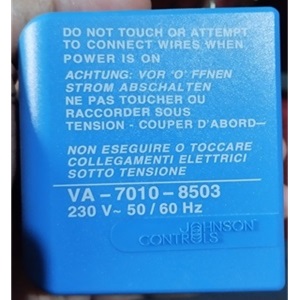 DO NOT TOUCH OR ATTEMPT
TO CONNECT WIRES WHEN
POWER IS ON
ACHTUNG: VOR 'O' FFNEN
STROM ABSCHALTEN
NE PAS TOUCHER OU
RACCORDER SOUS
TENSION - COUPER D'ABORD—
NON ESEGUIRE O TOCCARE
COLLEGAMENTI ELETTRICI
SOTTO TENSIONE
VA - 7010 - 8503
230 V~ 50 / 60 Hz
JOHNSON
CONTROLS